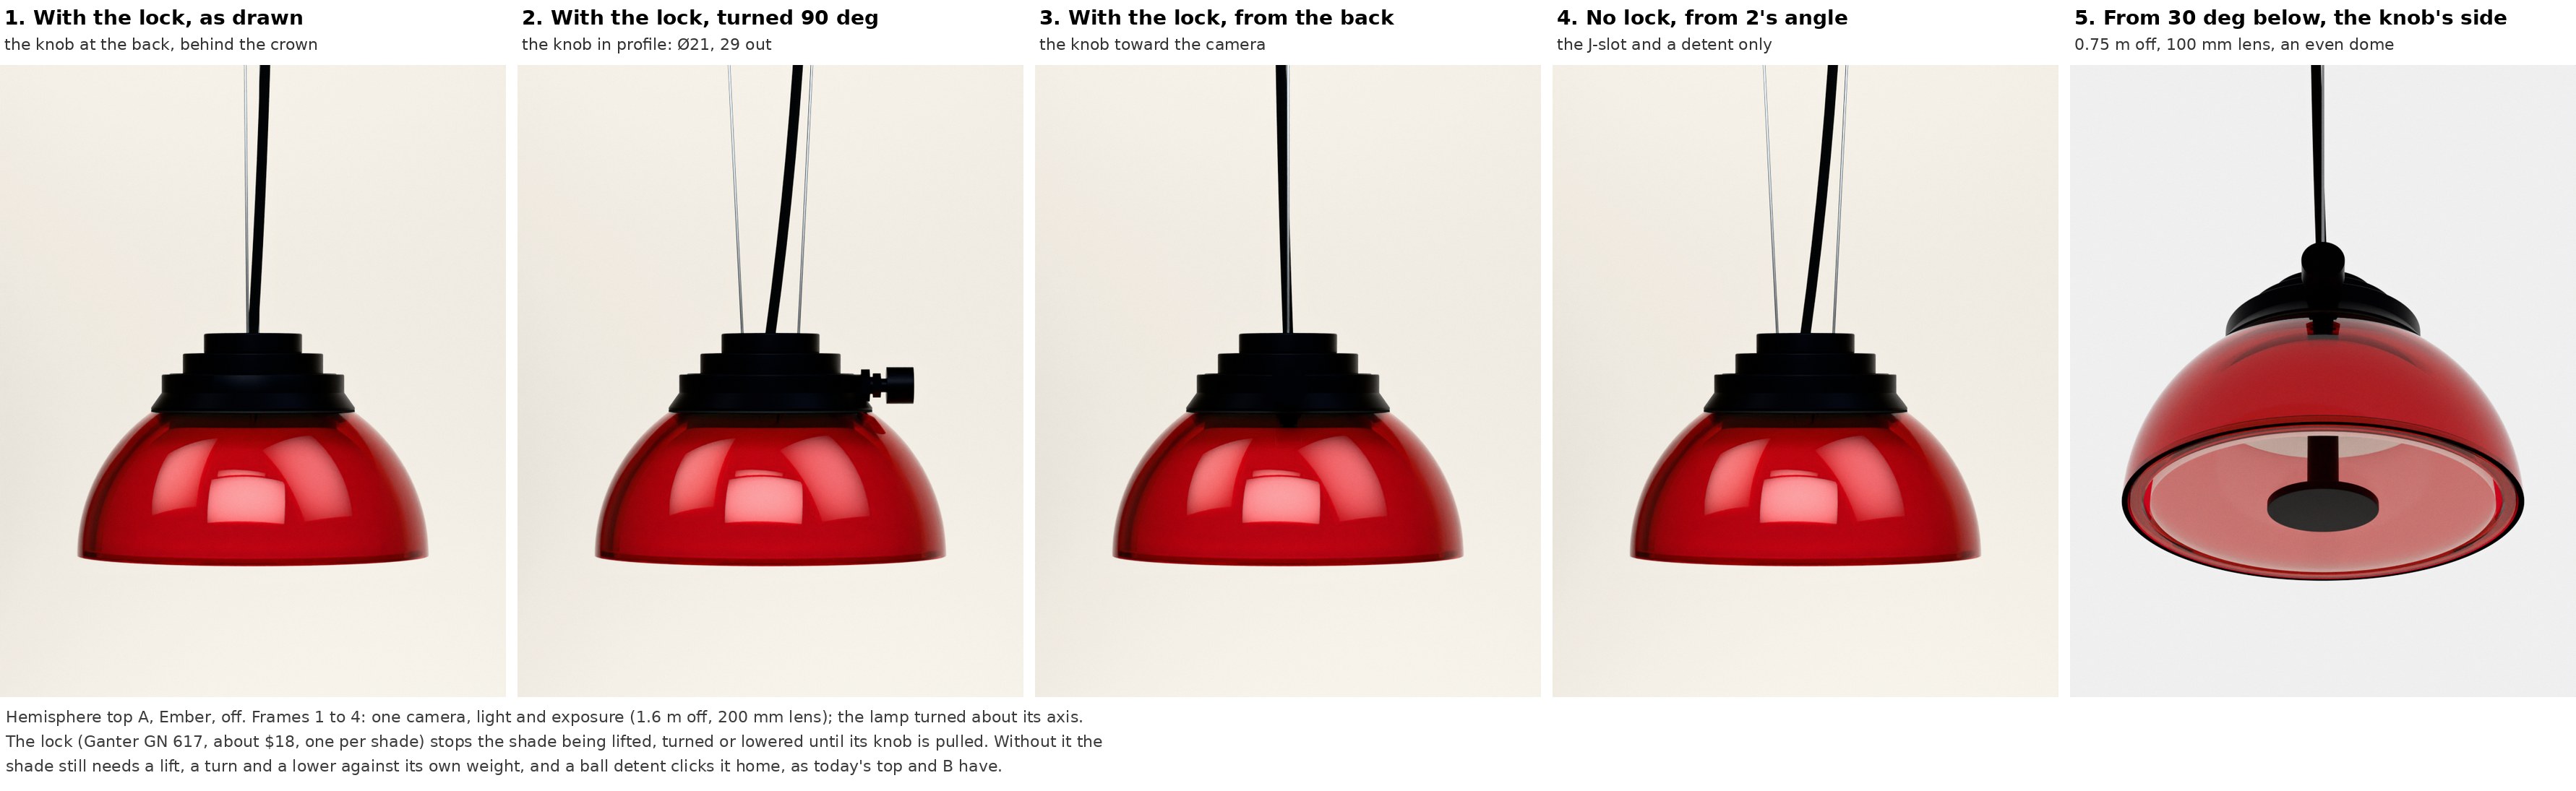 1. With the lock, as drawn
the knob at the back, behind the crown
2. With the lock, turned 90 deg
the knob in profile: Ø21, 29 out
3. With the lock, from the back
the knob toward the camera
4. No lock, from 2's angle
the J-slot and a detent only
5. From 30 deg below, the knob's side
0.75 m off, 100 mm lens, an even dome
Hemisphere top A, Ember, off. Frames 1 to 4: one camera, light and exposure (1.6 m off, 200 mm lens); the lamp turned about its axis.
The lock (Ganter GN 617, about $18, one per shade) stops the shade being lifted, turned or lowered until its knob is pulled. Without it the
shade still needs a lift, a turn and a lower against its own weight, and a ball detent clicks it home, as today's top and B have.